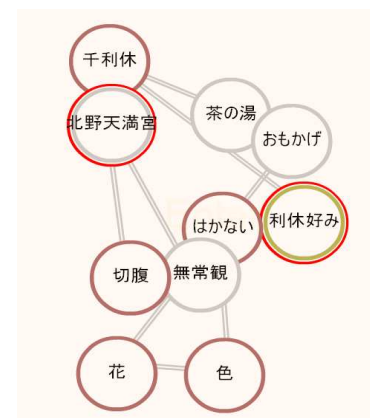 千利休
北野天満宮
茶の湯
おもかげ
はかない
利休好み
切腹
無常観
花
色